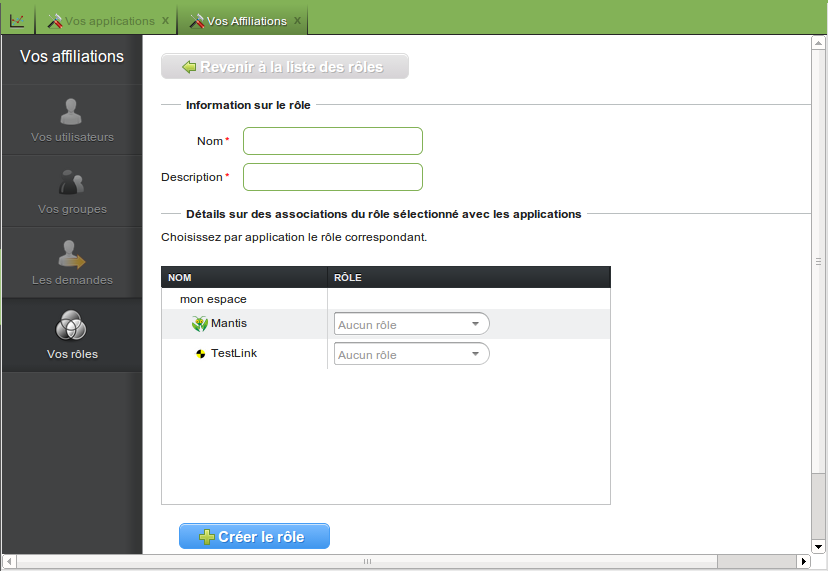 Vos applications x Vos Affiliations x
Vos affiliations
Vos utilisateurs
Vos groupes
Les demandes
Vos rôles
Revenir à la liste des rôles
Information sur le rôle
Nom *
Description *
Détails sur des associations du rôle sélectionné avec les applications
Choisissez par application le rôle correspondant.
NOM RÔLE
mon espace
Mantis Aucun rôle
TestLink Aucun rôle
Créer le rôle